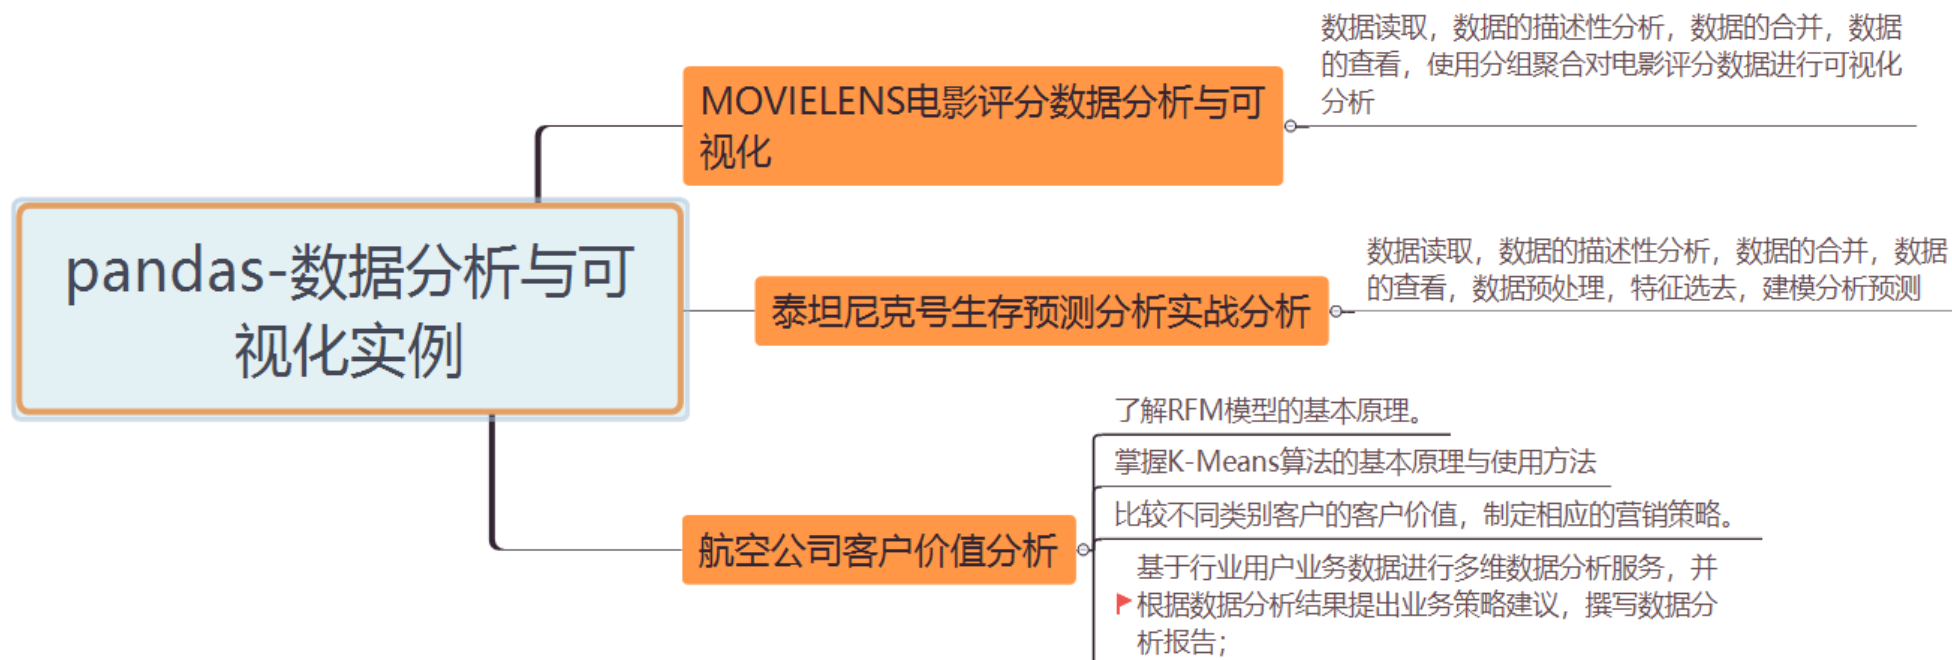 数据读取，数据的描述性分析，数据的合并，数据
的查看，使用分组聚合对电影评分数据进行可视化
分析
MOVIELENS电影评分数据分析与可
视化
pandas-数据分析与可
视化实例
数据读取，数据的描述性分析，数据的合并，数据
的查看，数据预处理，特征选去，建模分析预测
泰坦尼克号生存预测分析实战分析
航空公司客户价值分析
了解RFM模型的基本原理。
掌握K-Means算法的基本原理与使用方法
比较不同类别客户的客户价值，制定相应的营销策略。
基于行业用户业务数据进行多维数据分析服务，并
根据数据分析结果提出业务策略建议，撰写数据分
析报告；